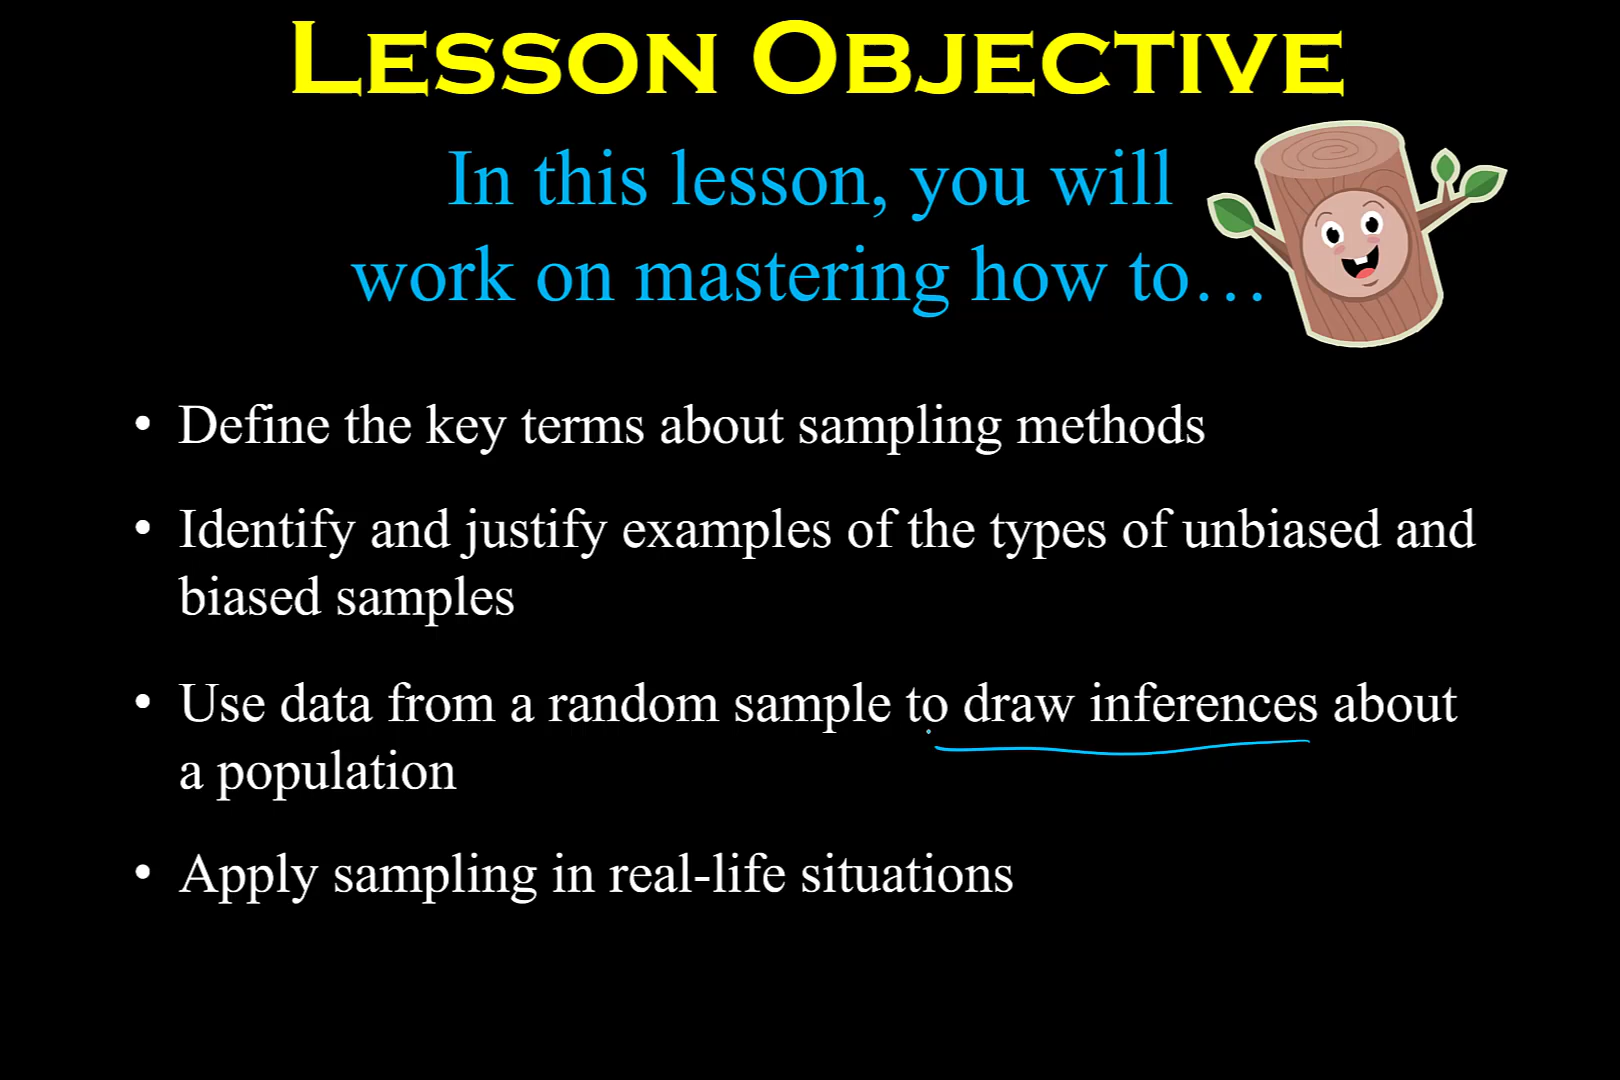 LESSON OBJECTIVE
In this lesson, you will
work on mastering how to…
• Define the key terms about sampling methods
• Identify and justify examples of the types of unbiased and
biased samples
• Use data from a random sample to draw inferences about
a population
• Apply sampling in real-life situations